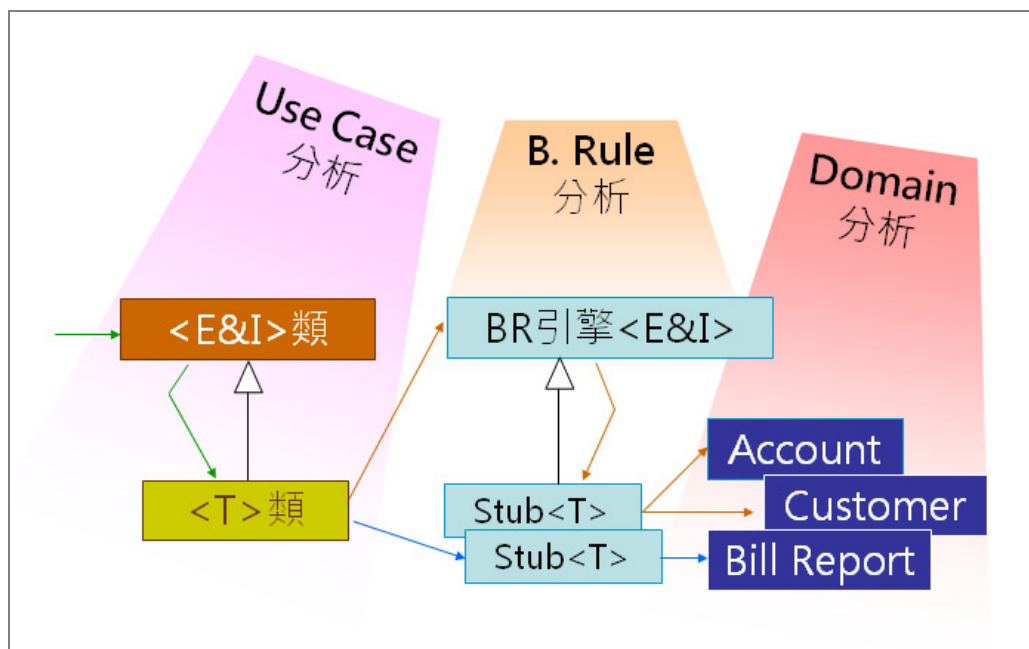 Use Case
分析
B. Rule
分析
Domain
分析
<E&I>類
BR引擎<E&I>
<T>類
Stub<T>
Stub<T>
Account
Customer
Bill Report